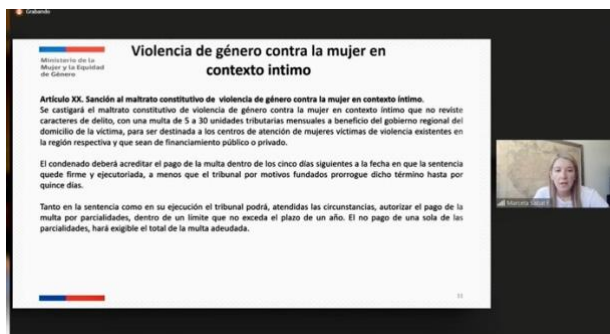 Grabando
Violencia de género contra la mujer en
contexto intimo
Ministerio de la
Mujer y la Equidad
de Género
Artículo XX. Sanción al maltrato constitutivo de violencia de género contra la mujer en contexto íntimo.
Se castigará el maltrato constitutivo de violencia de género contra la mujer en contexto íntimo que no reviste
caracteres de delito, con una multa de 5 a 30 unidades tributarias mensuales a beneficio del gobierno regional del
domicilio de la víctima, para ser destinada a los centros de atención de mujeres víctimas de violencia existentes en
la región respectiva y que sean de financiamiento público o privado.
El condenado deberá acreditar el pago de la multa dentro de los cinco días siguientes a la fecha en que la sentencia
quede firme y ejecutoriada, a menos que el tribunal por motivos fundados prorrogue dicho término hasta por
quince días.
Tanto en la sentencia como en su ejecución el tribunal podrá, atendidas las circunstancias, autorizar el pago de la
multa por parcialidades, dentro de un límite que no exceda el plazo de un año. El no pago de una sola de las
parcialidades, hará exigible el total de la multa adeudada.
Marcela